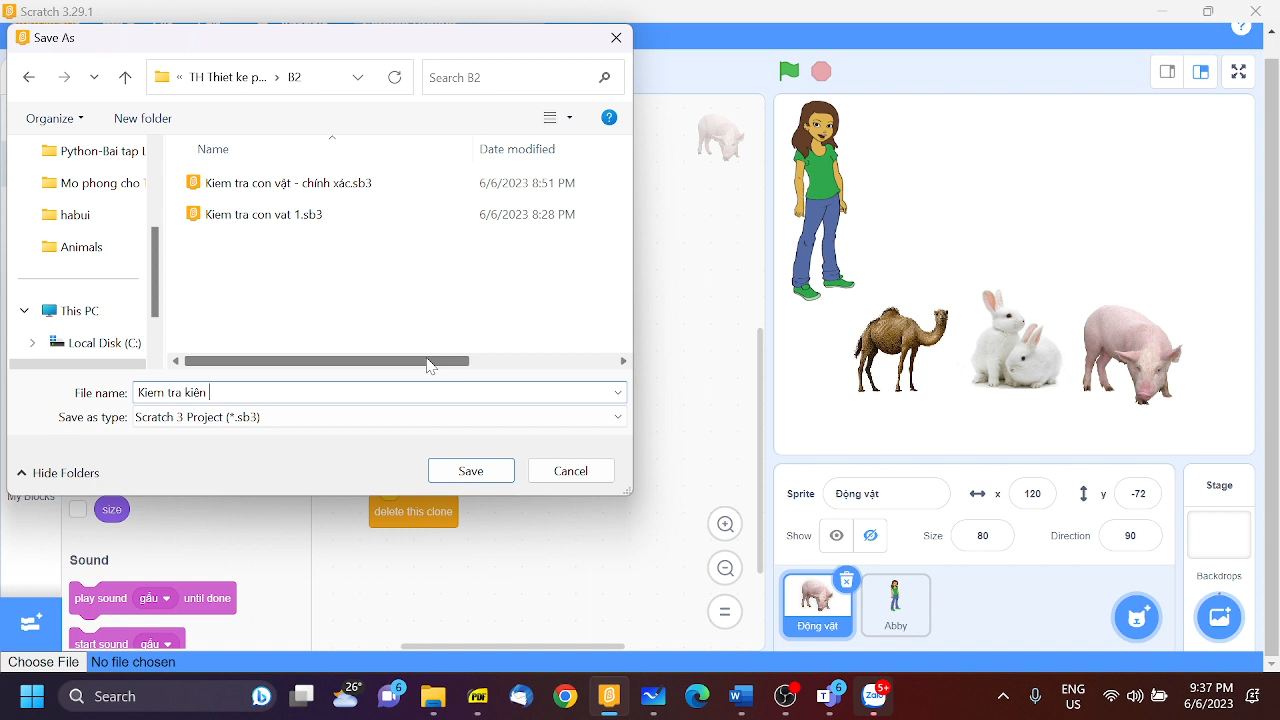 Scratch 3.29.1
Save As
« TH Thiet ke p... › B2
Search B2
Organize
New folder
Name
Date modified
Python-Bai tap
Mo phong cho
habui
Animals
This PC
Local Disk (C:)
Kiem tra con vật - chính xác.sb3
6/6/2023 8:51 PM
Kiem tra con vat 1.sb3
6/6/2023 8:28 PM
File name:
Kiem tra kiên
Save as type:
Scratch 3 Project (*.sb3)
Hide Folders
Save
Cancel
My Blocks
size
delete this clone
Sound
play sound gấu until done
start sound gấu
Choose File
No file chosen
Sprite
Động vật
x
120
y
-72
Show
Size
80
Direction
90
Động vật
Abby
Stage
Backdrops
Search
26°
6
PDF
6
Zalo
5+
ENG
US
9:37 PM
6/6/2023